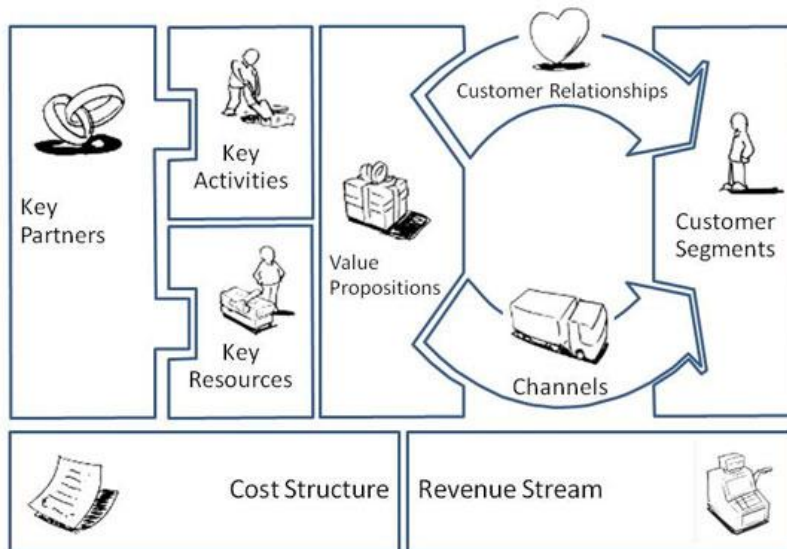 Key
Partners
Key
Activities
Key
Resources
Value
Propositions
Customer Relationships
Channels
Customer
Segments
Cost Structure
Revenue Stream